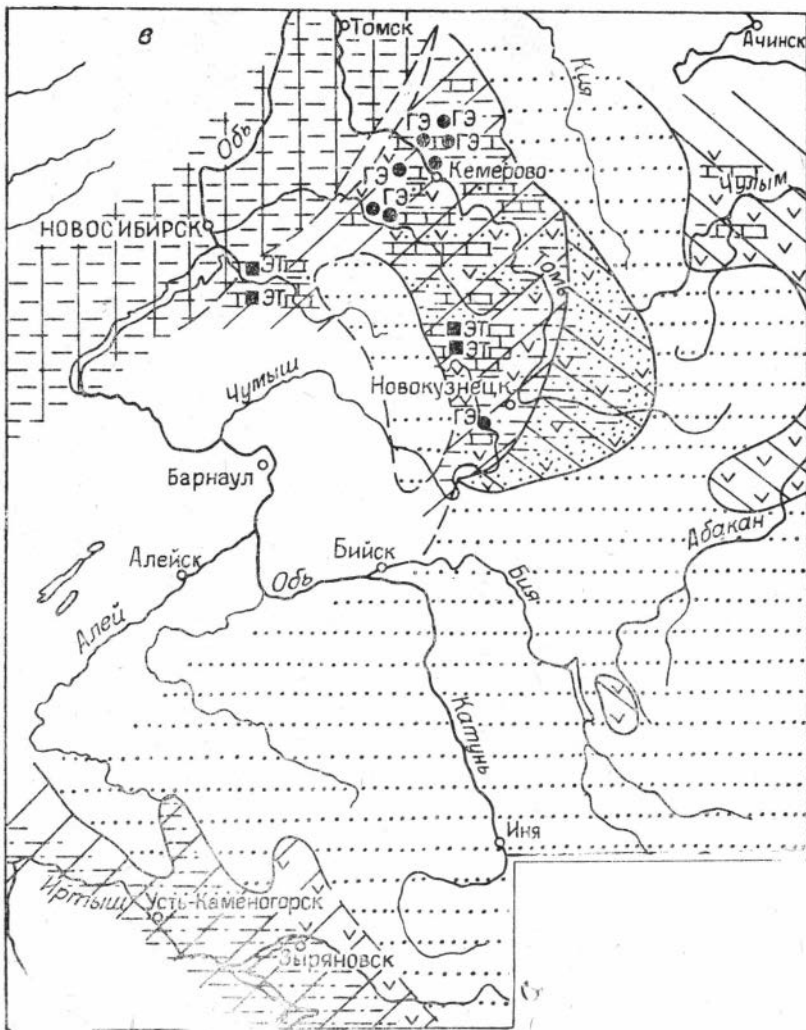 в
Томск
Ачинск
Кия
Обь
ГЭ
ГЭ
ГЭ
ГЭ
Кемерово
ГЭ
Чулым
НОВОСИБИРСК
ЭТ
Томь
ЭТ
ЭТ
ЭТ
Чумыш
Новокузнецк
ГЭ
Барнаул
Абакан
Алейск
Бийск
Обь
Бия
Алей
Катунь
Иня
Иртыш
Усть-Каменогорск
Зыряновск